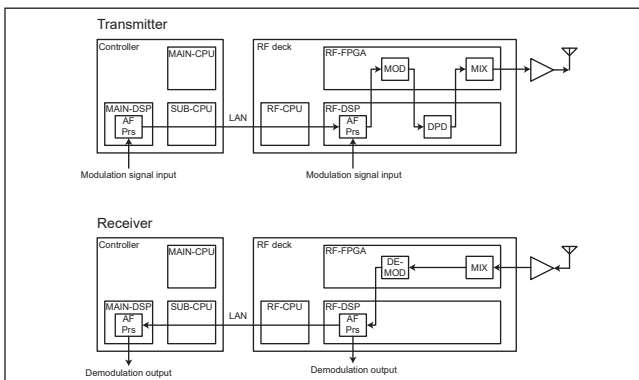 Transmitter
Controller
MAIN-CPU
MAIN-DSP
AF
Prs
SUB-CPU
LAN
RF deck
RF-CPU
RF-FPGA
MOD
MIX
RF-DSP
AF
Prs
DPD
Modulation signal input
Modulation signal input
Receiver
Controller
MAIN-CPU
MAIN-DSP
AF
Prs
SUB-CPU
LAN
RF deck
RF-CPU
RF-FPGA
DE-
MOD
MIX
RF-DSP
AF
Prs
Demodulation output
Demodulation output